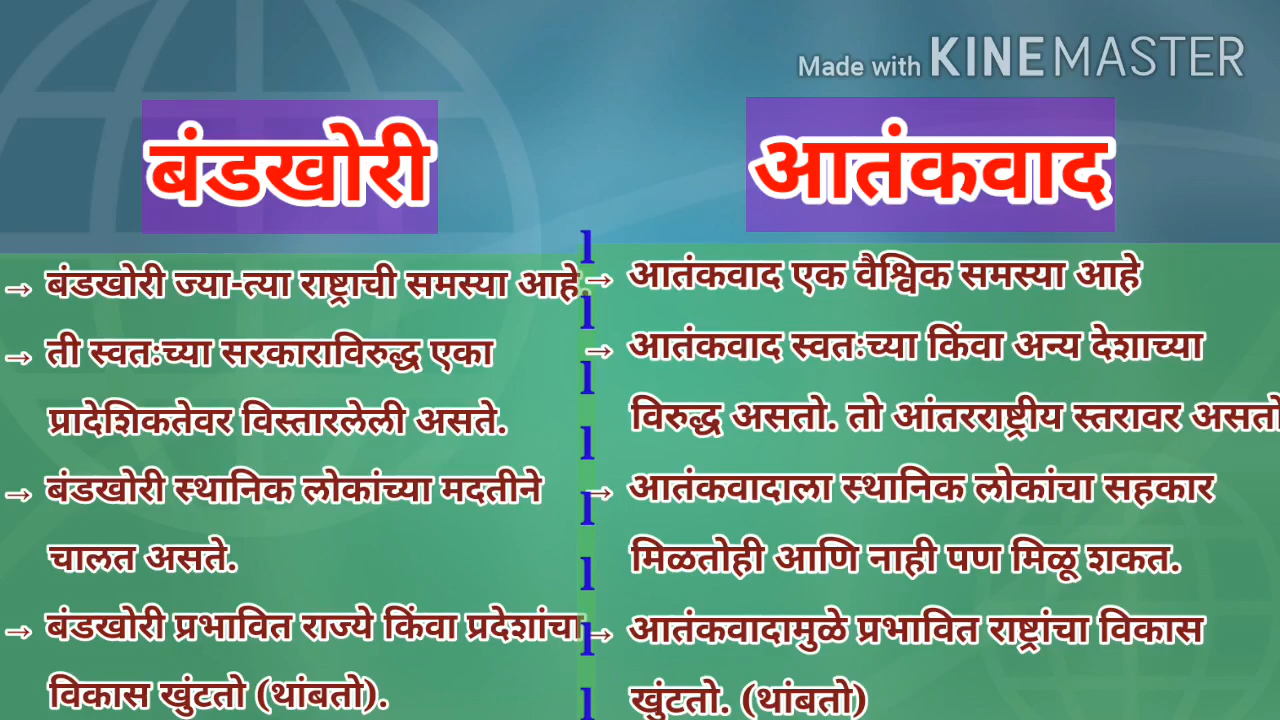 Made with KINEMASTER
बंडखोरी
→ बंडखोरी ज्या-त्या राष्ट्राची समस्या आहे.
→ ती स्वतःच्या सरकाराविरुद्ध एका
प्रादेशिकतेवर विस्तारलेली असते.
→ बंडखोरी स्थानिक लोकांच्या मदतीने
चालत असते.
→ बंडखोरी प्रभावित राज्ये किंवा प्रदेशांचा
विकास खुंटतो (थांबतो).
आतंकवाद
→ आतंकवाद एक वैश्विक समस्या आहे
→ आतंकवाद स्वतःच्या किंवा अन्य देशाच्या
विरुद्ध असतो. तो आंतरराष्ट्रीय स्तरावर असतो
→ आतंकवादाला स्थानिक लोकांचा सहकार
मिळतोही आणि नाही पण मिळू शकत.
→ आतंकवादामुळे प्रभावित राष्ट्रांचा विकास
खुंटतो. (थांबतो)